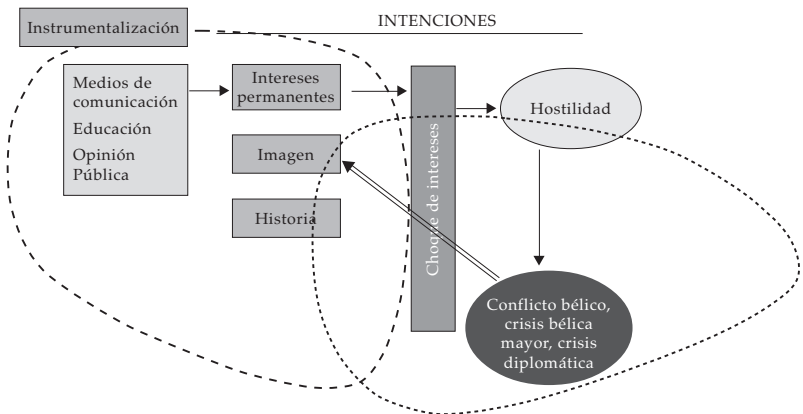 Instrumentalización
INTENCIONES
Medios de
comunicación
Educación
Opinión
Pública
Intereses
permanentes
Imagen
Historia
Choque de intereses
Hostilidad
Conflicto bélico,
crisis bélica
mayor, crisis
diplomática